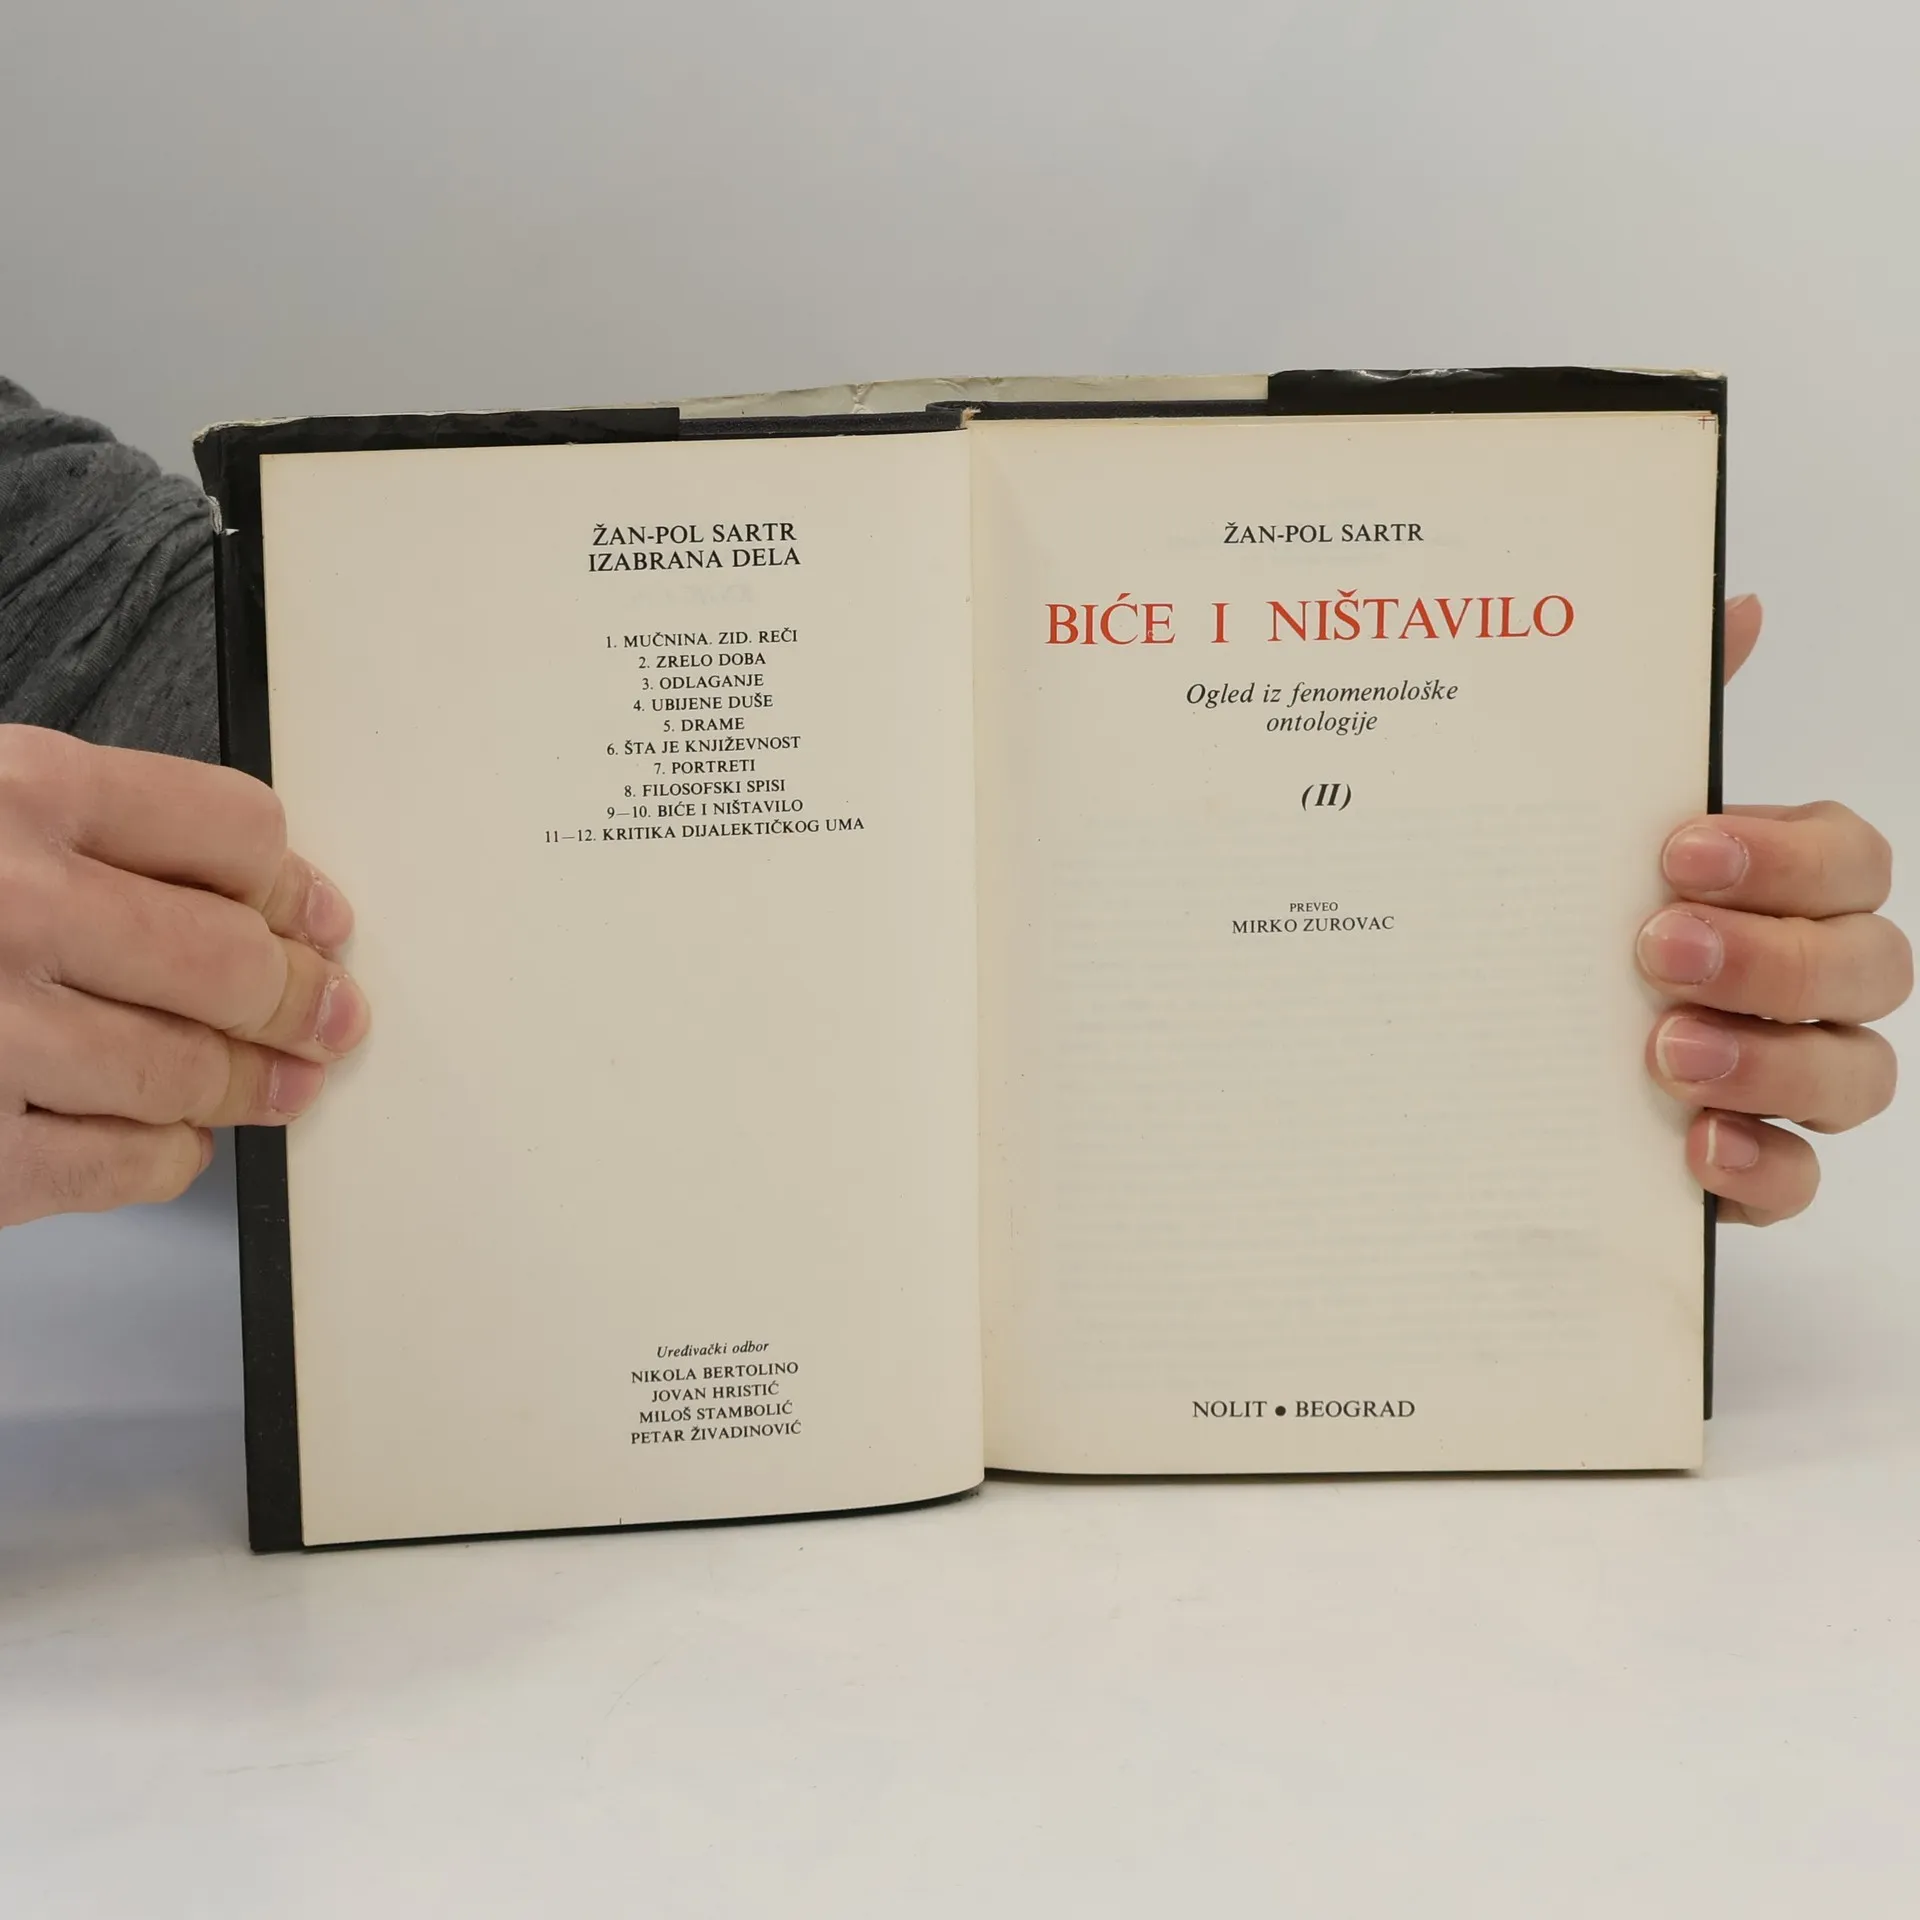 ŽAN-POL SARTR
IZABRANA DELA
1. MUČNINA. ZID. REČI
2. ZRELO DOBA
3. ODLAGANJE
4. UBIJENE DUŠE
5. DRAME
6. ŠTA JE KNJIŽEVNOST
7. PORTRETI
8. FILOSOFSKI SPISI
9—10. BIĆE I NIŠTAVILO
11—12. KRITIKA DIJALEKTIČKOG UMA
Uređivački odbor
NIKOLA BERTOLINO
JOVAN HRISTIĆ
MILOŠ STAMBOLIĆ
PETAR ŽIVADINOVIĆ
ŽAN-POL SARTR
BIĆE I NIŠTAVILO
Ogled iz fenomenološke
ontologije
(II)
PREVEO
MIRKO ZUROVAC
NOLIT ● BEOGRAD